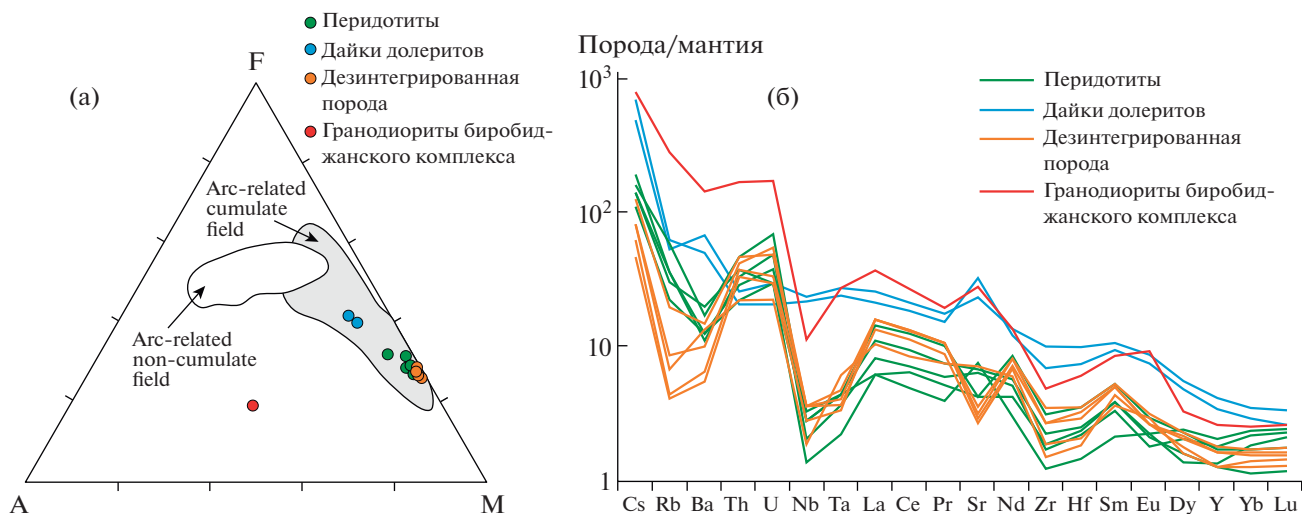 (а)
F
Перидотиты
Дайки долеритов
Дезинтегрированная
порода
Гранодиориты биробид-
жанского комплекса
Arc-related
cumulate
field
Arc-related
non-cumulate
field
A
M
Порода/мантия
(б)
Перидотиты
Дайки долеритов
Дезинтегрированная
порода
Гранодиориты биробид-
жанского комплекса
10³
10²
10
1
Cs Rb Ba Th U Nb Ta La Ce Pr Sr Nd Zr Hf Sm Eu Dy Y Yb Lu